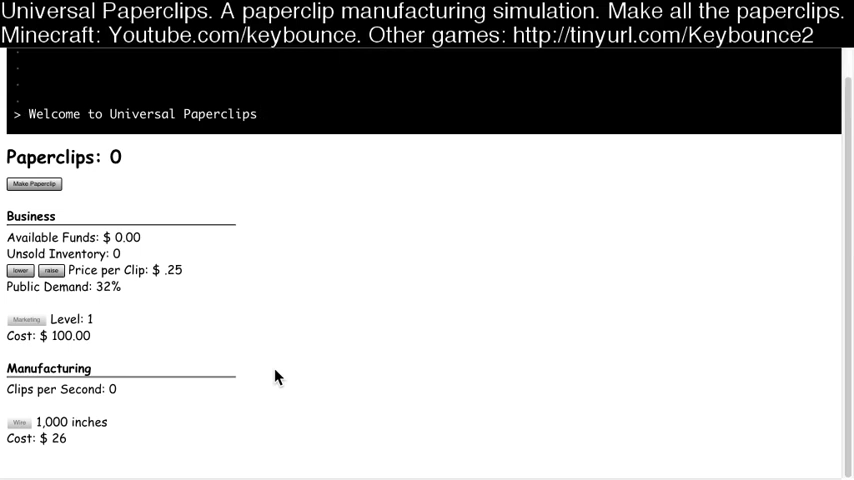 Universal Paperclips. A paperclip manufacturing simulation. Make all the paperclips.
Minecraft: Youtube.com/keybounce. Other games: http://tinyurl.com/Keybounce2
.
.
.
> Welcome to Universal Paperclips
Paperclips: 0
Make Paperclip
Business
Available Funds: $ 0.00
Unsold Inventory: 0
lower raise Price per Clip: $ .25
Public Demand: 32%
Marketing Level: 1
Cost: $ 100.00
Manufacturing
Clips per Second: 0
Wire 1,000 inches
Cost: $ 26